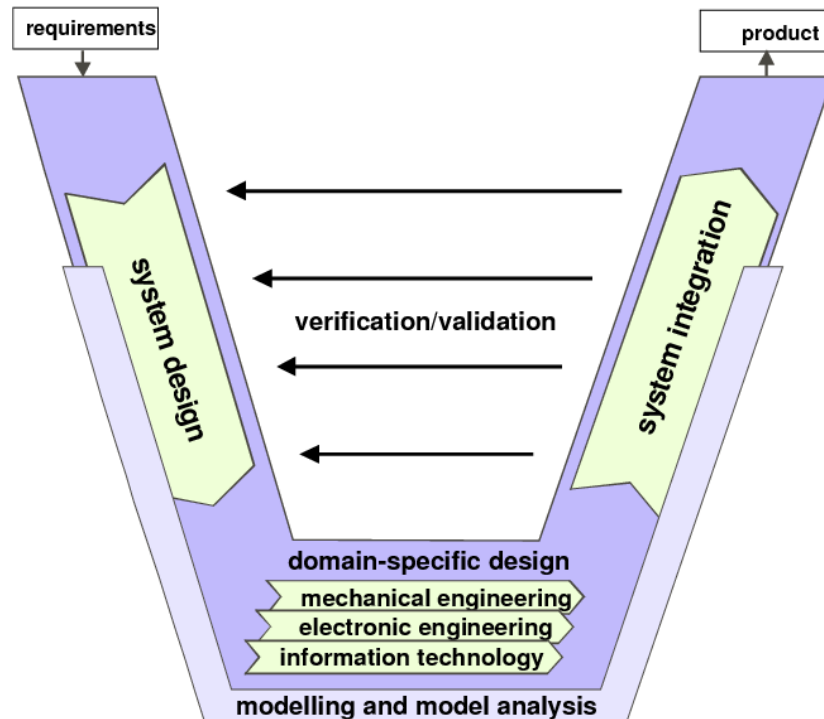 requirements
product
system design
system integration
verification/validation
domain-specific design
mechanical engineering
electronic engineering
information technology
modelling and model analysis